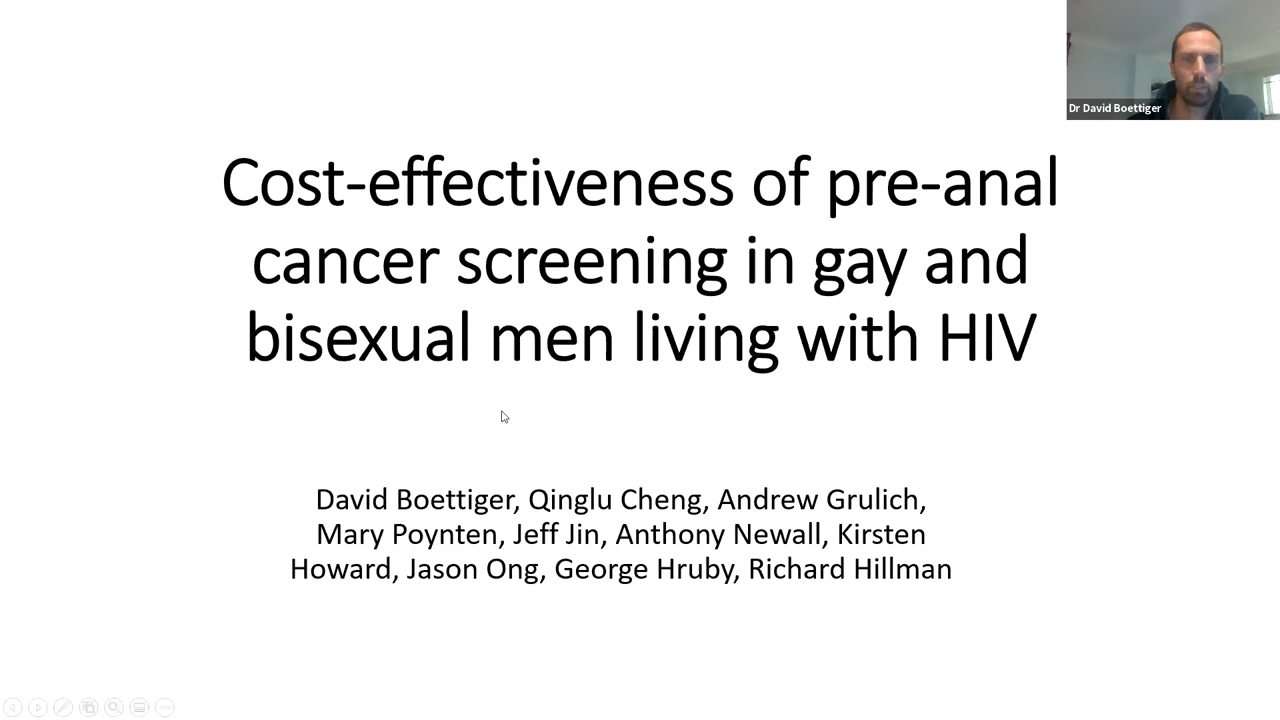 Dr David Boettiger
Cost-effectiveness of pre-anal
cancer screening in gay and
bisexual men living with HIV
David Boettiger, Qinglu Cheng, Andrew Grulich,
Mary Poynten, Jeff Jin, Anthony Newall, Kirsten
Howard, Jason Ong, George Hruby, Richard Hillman